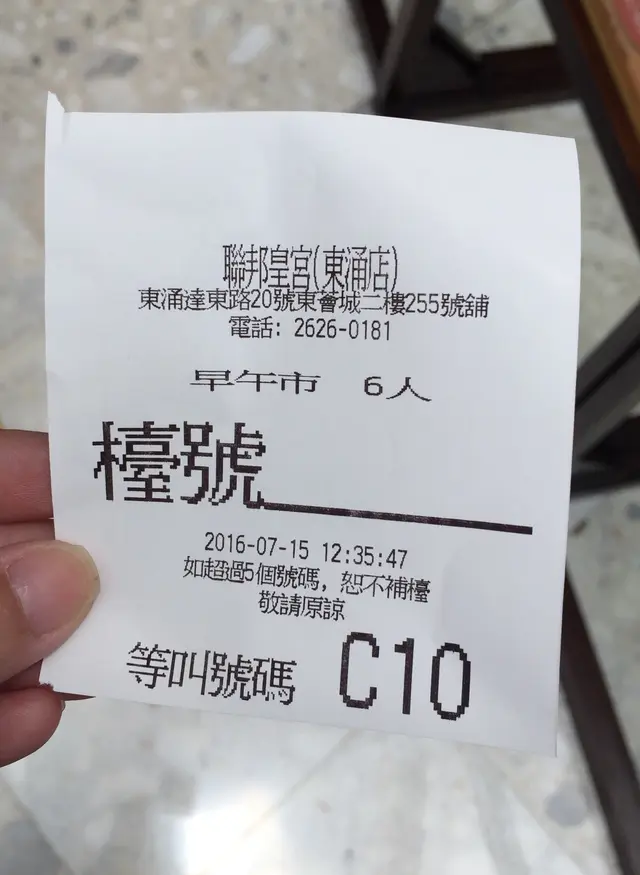 聯邦皇宮(東涌店)
東涌達東路20號東薈城二樓255號舖
電話: 2626-0181
早午市 6人
檯號
2016-07-15 12:35:47
如超過5個號碼, 恕不補檯
敬請原諒
等叫號碼 C10